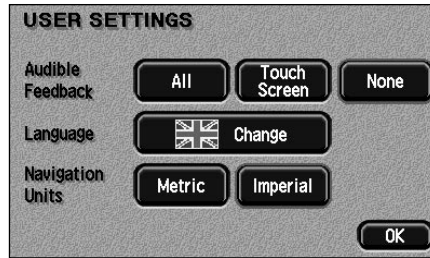 USER SETTINGS
Audible
Feedback
All
Touch
Screen
None
Language
Change
Navigation
Units
Metric
Imperial
OK